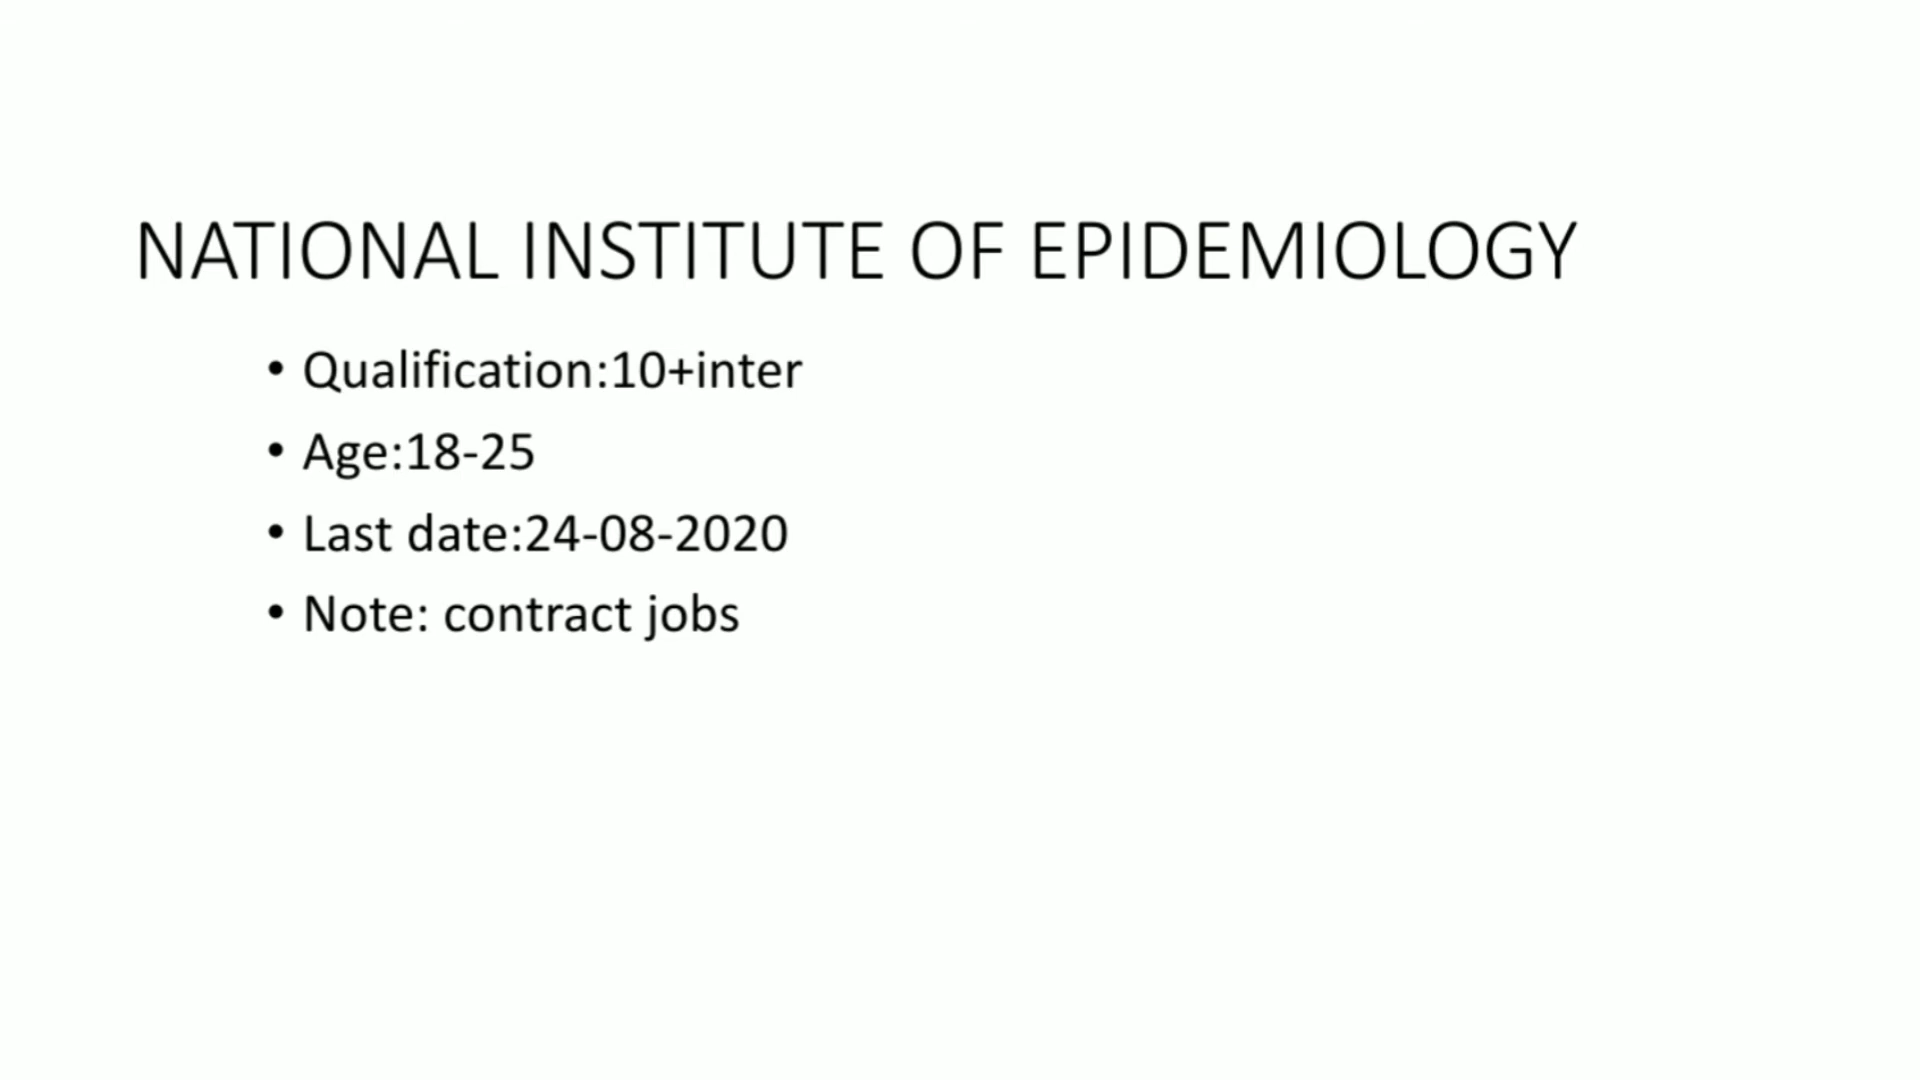 NATIONAL INSTITUTE OF EPIDEMIOLOGY
• Qualification:10+inter
• Age:18-25
• Last date:24-08-2020
• Note: contract jobs